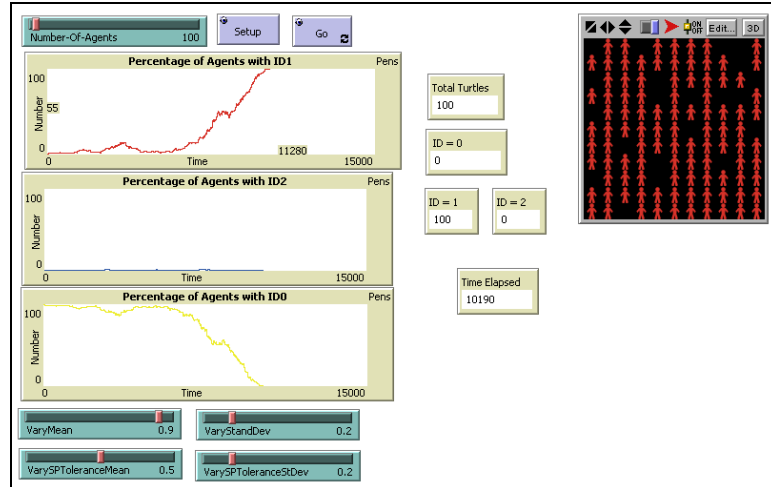 Number-Of-Agents 100
Setup
Go
ON
OFF
Edit...
3D
Percentage of Agents with ID1
Pens
100
55
Number
0
0
Time
11280
15000
Total Turtles
100
ID = 0
0
ID = 1
100
ID = 2
0
Percentage of Agents with ID2
Pens
100
Number
0
0
Time
15000
Time Elapsed
10190
Percentage of Agents with ID0
Pens
100
Number
0
0
Time
15000
VaryMean 0.9
VaryStandDev 0.2
VarySPToleranceMean 0.5
VarySPToleranceStDev 0.2